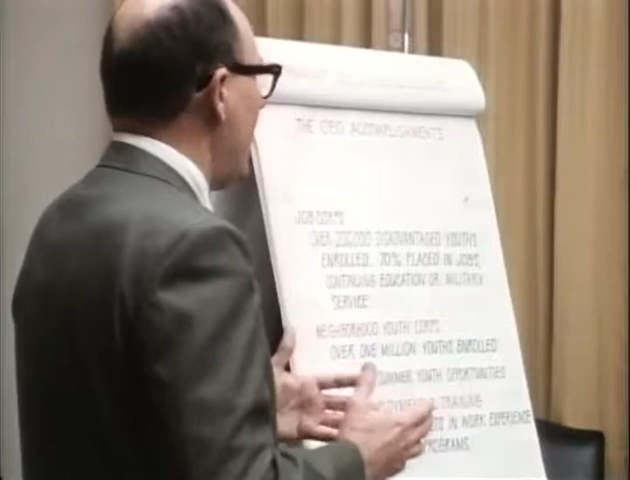 THE OEO ACCOMPLISHMENTS
JOB CORPS
OVER 200,000 DISADVANTAGED YOUTHS
ENROLLED. 70% PLACED IN JOBS,
CONTINUING EDUCATION OR MILITARY
SERVICE
NEIGHBORHOOD YOUTH CORPS
OVER ONE MILLION YOUTHS ENROLLED
SUMMER YOUTH OPPORTUNITIES
& TRAINING
IN WORK EXPERIENCE
PROGRAMS